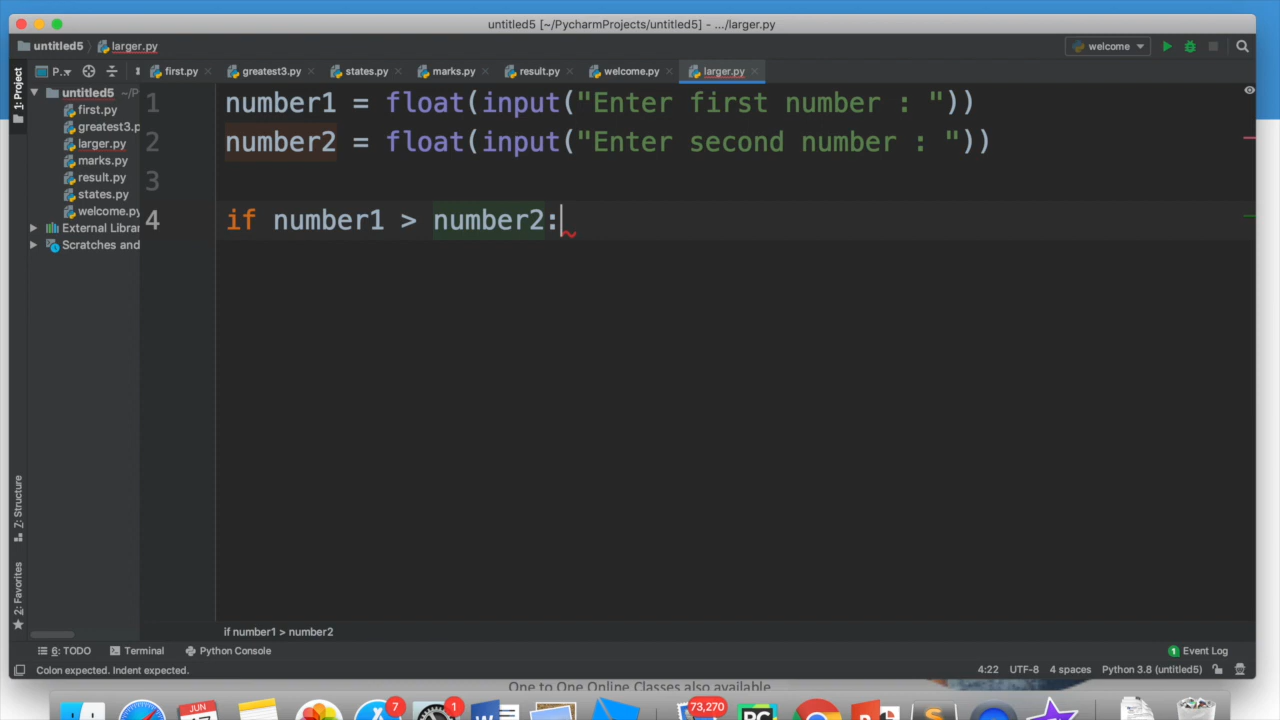 untitled5 [~/PycharmProjects/untitled5] - .../larger.py
untitled5 larger.py welcome
1: Project P.. first.py greatest3.py states.py marks.py result.py welcome.py larger.py
untitled5 ~/P
first.py
greatest3.p
larger.py
marks.py
result.py
states.py
welcome.py
External Librar
Scratches and
1 number1 = float(input("Enter first number : "))
2 number2 = float(input("Enter second number : "))
3
4 if number1 > number2:
7: Structure
2: Favorites
if number1 > number2
6: TODO Terminal Python Console 1 Event Log
Colon expected. Indent expected. 4:22 UTF-8 4 spaces Python 3.8 (untitled5)
One to One Online Classes also available
JUN 7 1 73,270 PC